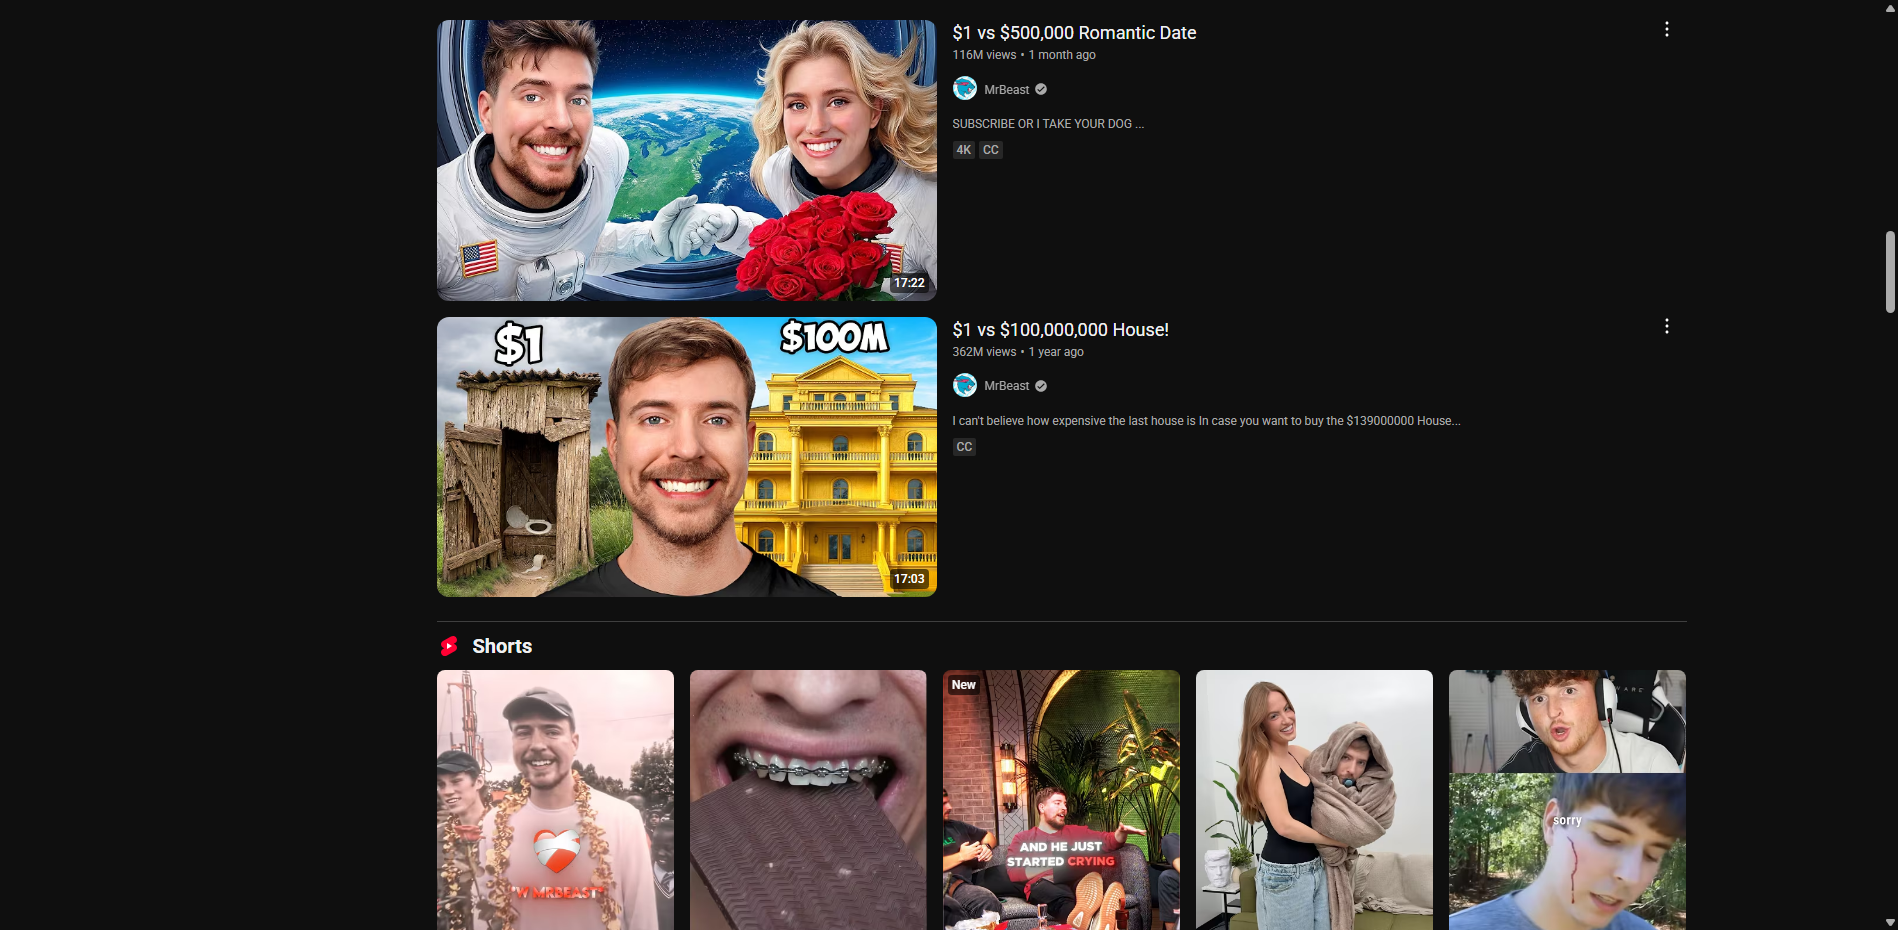 17:22
$1 vs $500,000 Romantic Date
116M views • 1 month ago
MrBeast
SUBSCRIBE OR I TAKE YOUR DOG ...
4K CC
$1
$100M
17:03
$1 vs $100,000,000 House!
362M views • 1 year ago
MrBeast
I can't believe how expensive the last house is In case you want to buy the $139000000 House...
CC
Shorts
"W MRBEAST"
New
AND HE JUST
STARTED CRYING
sorry